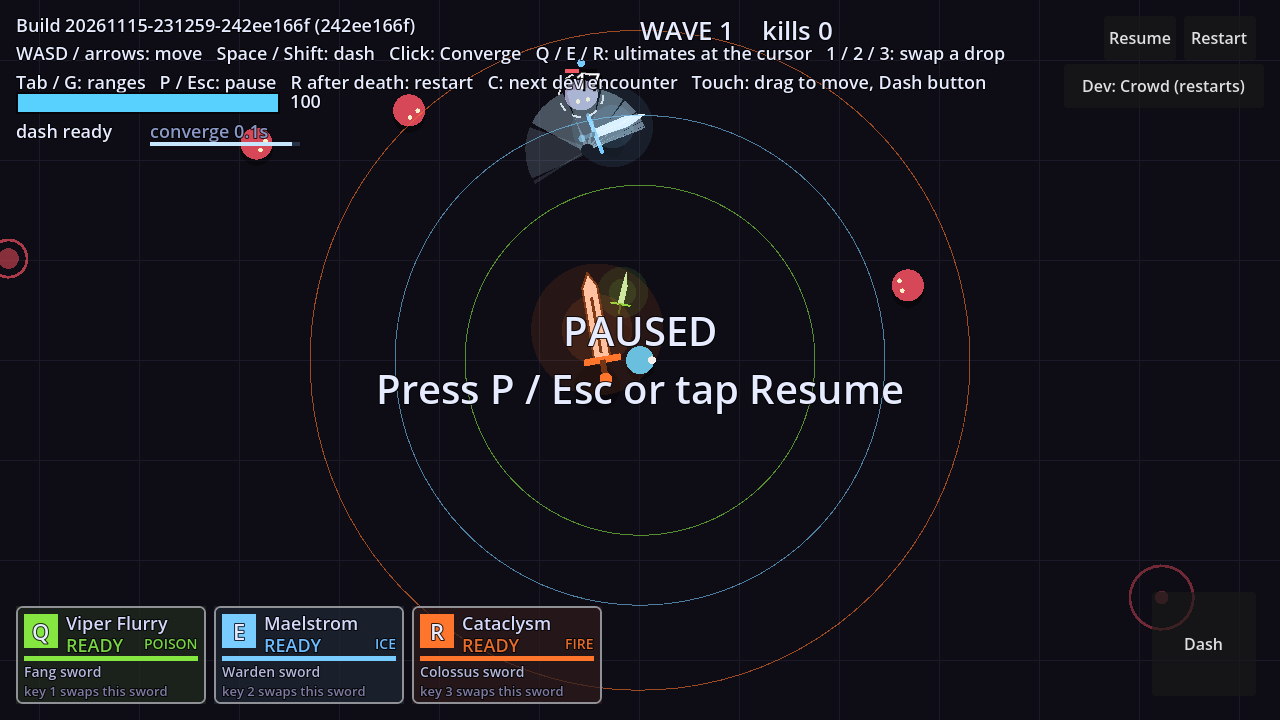 Build 20261115-231259-242ee166f (242ee166f)
WAVE 1 kills 0
Resume
Restart
WASD / arrows: move Space / Shift: dash Click: Converge Q / E / R: ultimates at the cursor 1 / 2 / 3: swap a drop
Tab / G: ranges P / Esc: pause R after death: restart C: next dev encounter Touch: drag to move, Dash button
Dev: Crowd (restarts)
100
dash ready
converge 0.1s
PAUSED
Press P / Esc or tap Resume
Q
Viper Flurry
READY
POISON
Fang sword
key 1 swaps this sword
E
Maelstrom
READY
ICE
Warden sword
key 2 swaps this sword
R
Cataclysm
READY
FIRE
Colossus sword
key 3 swaps this sword
Dash